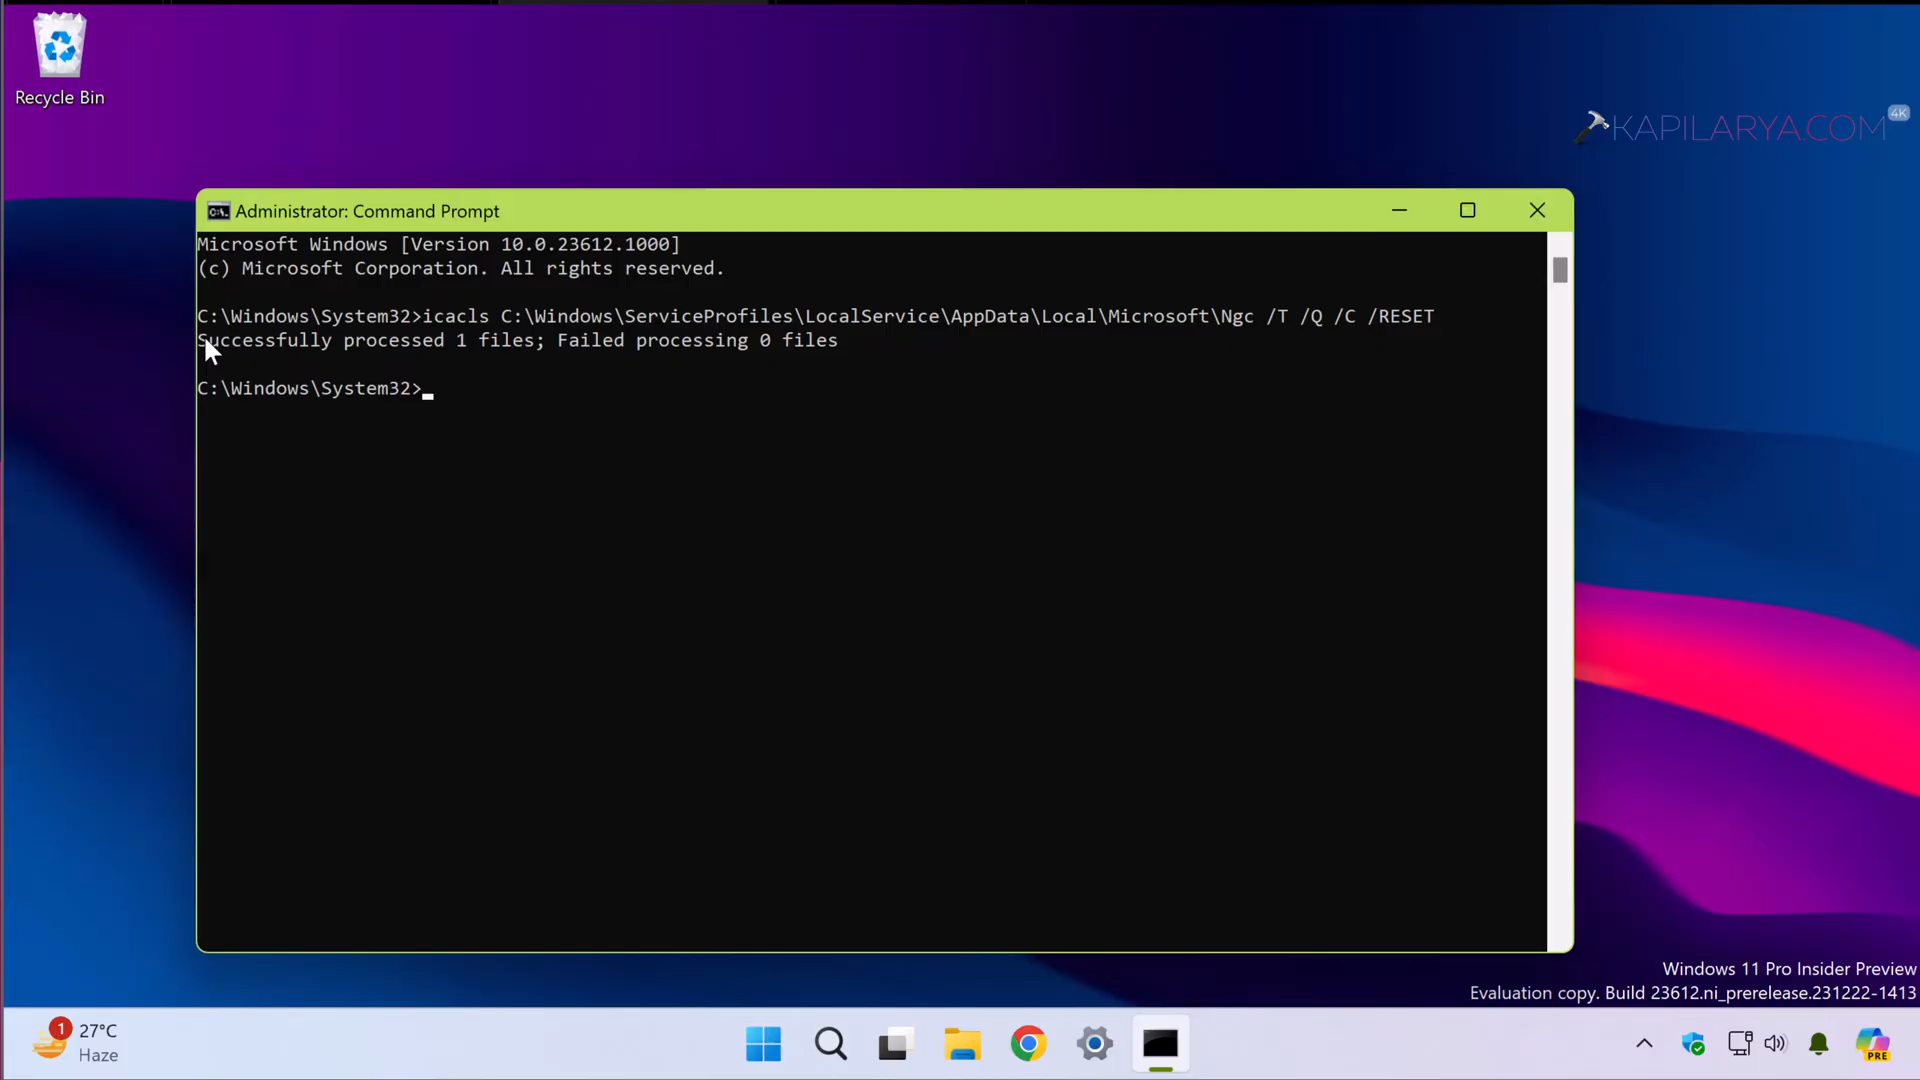 Recycle Bin
KAPILARYA.COM
4K
Administrator: Command Prompt
Microsoft Windows [Version 10.0.23612.1000]
(c) Microsoft Corporation. All rights reserved.
C:\Windows\System32>icacls C:\Windows\ServiceProfiles\LocalService\AppData\Local\Microsoft\Ngc /T /Q /C /RESET
Successfully processed 1 files; Failed processing 0 files
C:\Windows\System32>
Windows 11 Pro Insider Preview
Evaluation copy. Build 23612.ni_prerelease.231222-1413
1
27°C
Haze
PRE